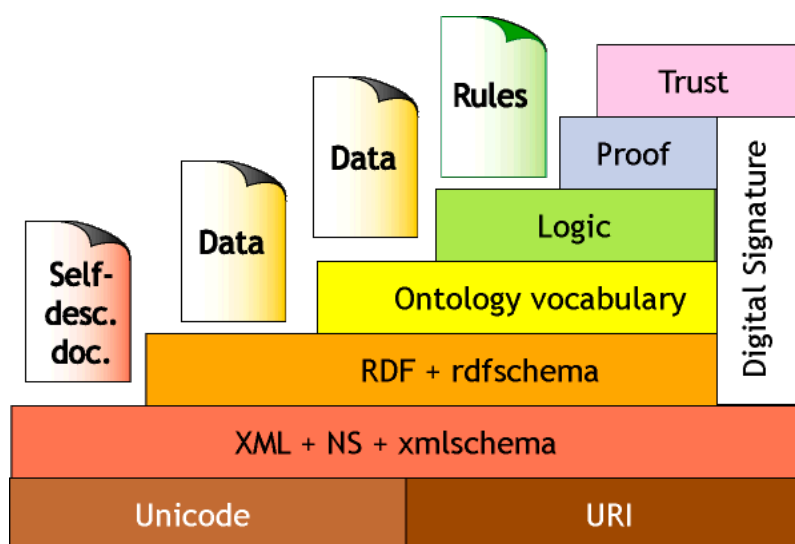 Rules
Trust
Data
Proof
Data
Logic
Self-
desc.
doc.
Ontology vocabulary
Digital Signature
RDF + rdfschema
XML + NS + xmlschema
Unicode
URI